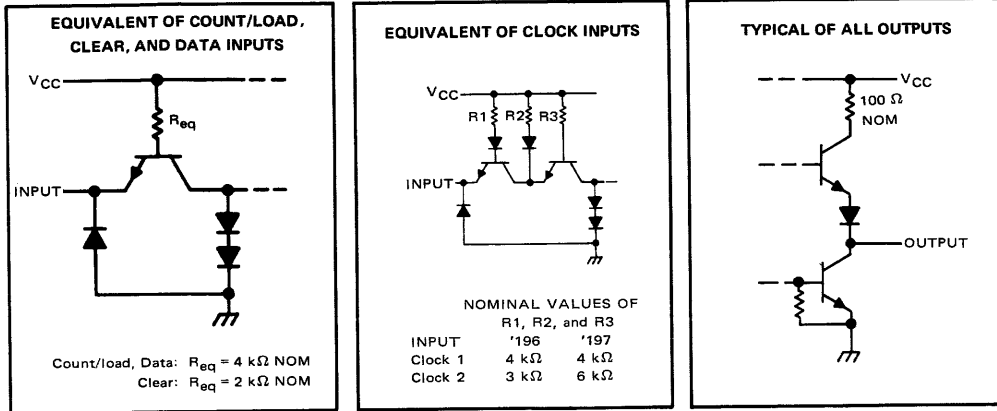 EQUIVALENT OF COUNT/LOAD,
CLEAR, AND DATA INPUTS
VCC
Req
INPUT
Count/load, Data: Req = 4 kΩ NOM
Clear: Req = 2 kΩ NOM
EQUIVALENT OF CLOCK INPUTS
VCC
R1 R2 R3
INPUT
NOMINAL VALUES OF
R1, R2, and R3
INPUT '196 '197
Clock 1 4 kΩ 4 kΩ
Clock 2 3 kΩ 6 kΩ
TYPICAL OF ALL OUTPUTS
VCC
100 Ω
NOM
OUTPUT